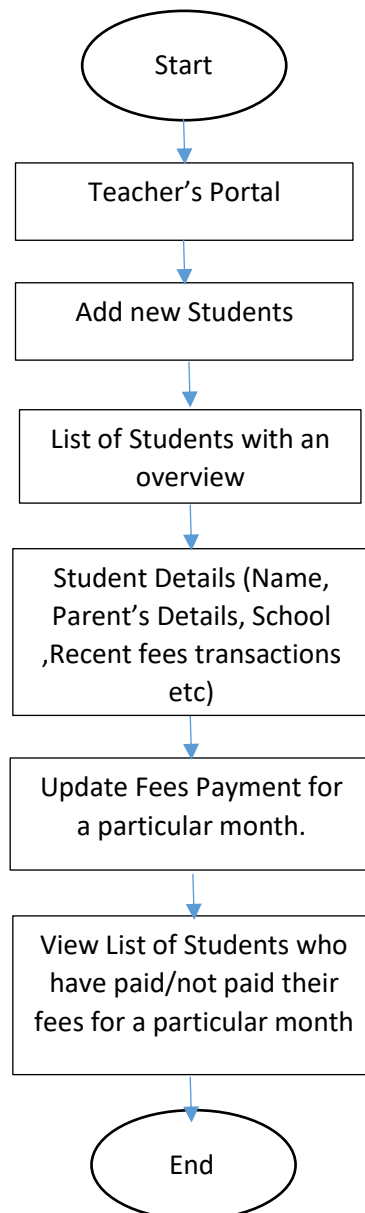 Start
Teacher’s Portal
Add new Students
List of Students with an
overview
Student Details (Name,
Parent’s Details, School
,Recent fees transactions
etc)
Update Fees Payment for
a particular month.
View List of Students who
have paid/not paid their
fees for a particular month
End